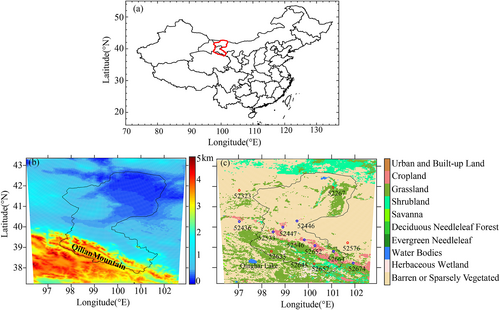 (a)
50
40
30
20
Latitude(°N)
70 80 90 100 110 120 130
Longitude(°E)
(b)
43
42
41
40
39
38
Latitude(°N)
Qilian Mountain
97 98 99 100 101 102
Longitude(°E)
5km
4
3
2
1
0
(c)
52323
52267
52436
52446
52447
52533
52546
52576
52633
52652
52661
52645
52657
52674
Qinghai Lake
97 98 99 100 101 102
Longitude(°E)
Urban and Built-up Land
Cropland
Grassland
Shrubland
Savanna
Deciduous Needleleaf Forest
Evergreen Needleleaf
Water Bodies
Herbaceous Wetland
Barren or Sparsely Vegetated